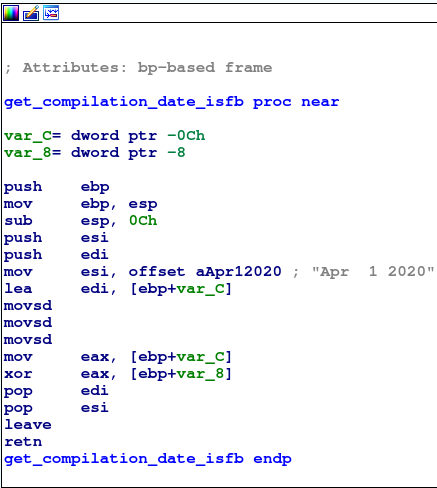 ; Attributes: bp-based frame
get_compilation_date_isfb proc near
var_C= dword ptr -0Ch
var_8= dword ptr -8
push    ebp
mov     ebp, esp
sub     esp, 0Ch
push    esi
push    edi
mov     esi, offset aApr12020 ; "Apr  1 2020"
lea     edi, [ebp+var_C]
movsd
movsd
movsd
mov     eax, [ebp+var_C]
xor     eax, [ebp+var_8]
pop     edi
pop     esi
leave
retn
get_compilation_date_isfb endp